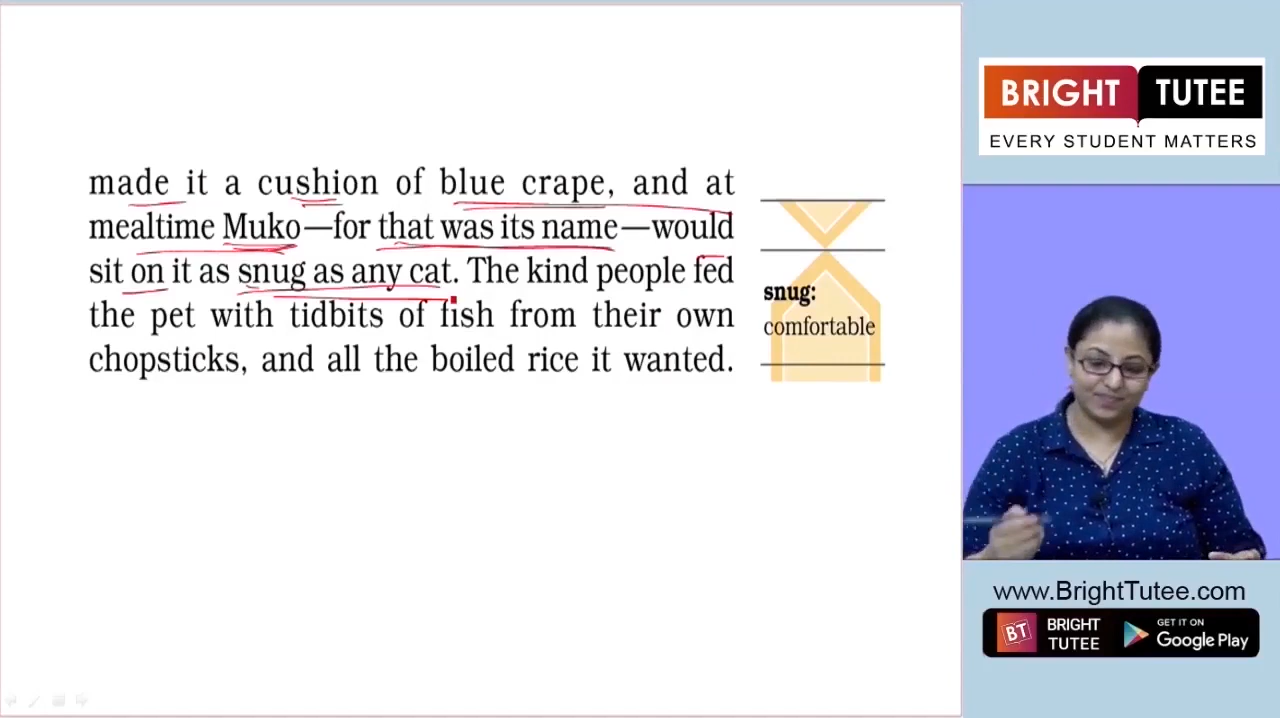 made it a cushion of blue crape, and at
mealtime Muko—for that was its name—would
sit on it as snug as any cat. The kind people fed
the pet with tidbits of fish from their own
chopsticks, and all the boiled rice it wanted.
snug:
comfortable
BRIGHT TUTEE
EVERY STUDENT MATTERS
www.BrightTutee.com
BT
BRIGHT
TUTEE
GET IT ON
Google Play